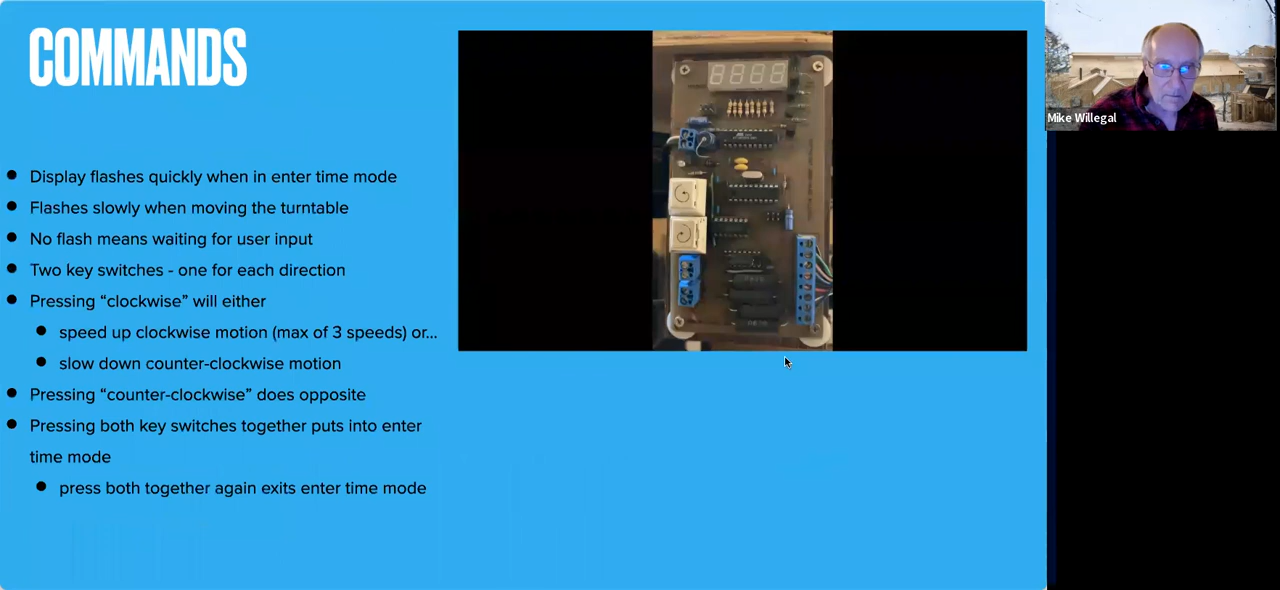 COMMANDS
Display flashes quickly when in enter time mode
Flashes slowly when moving the turntable
No flash means waiting for user input
Two key switches - one for each direction
Pressing “clockwise” will either
speed up clockwise motion (max of 3 speeds) or...
slow down counter-clockwise motion
Pressing “counter-clockwise” does opposite
Pressing both key switches together puts into enter
time mode
press both together again exits enter time mode
Mike Willegal